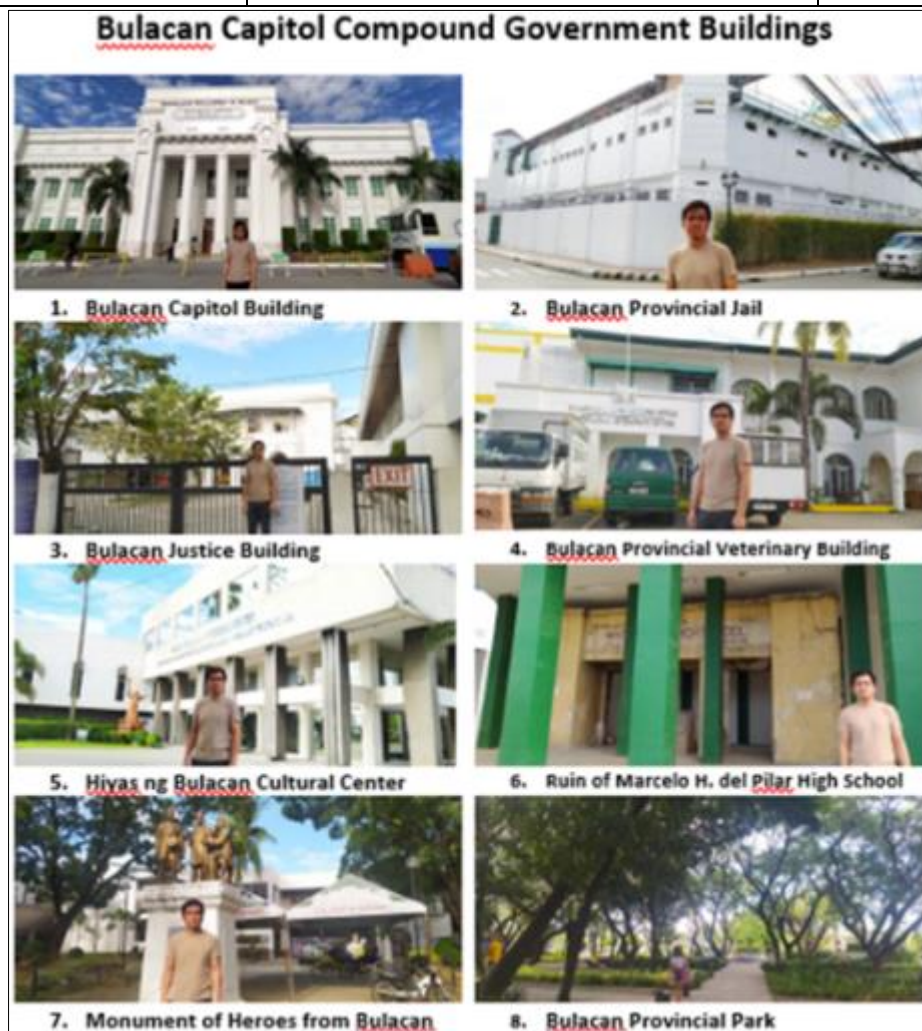 Bulacan Capitol Compound Government Buildings
1. Bulacan Capitol Building
2. Bulacan Provincial Jail
EXIT
3. Bulacan Justice Building
4. Bulacan Provincial Veterinary Building
5. Hiyas ng Bulacan Cultural Center
6. Ruin of Marcelo H. del Pilar High School
7. Monument of Heroes from Bulacan
8. Bulacan Provincial Park